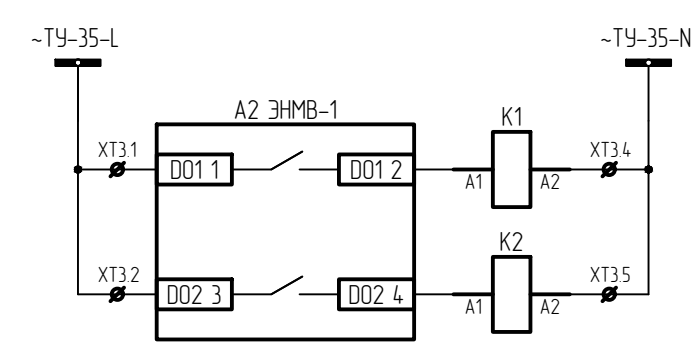 ~ТУ-35-L
~ТУ-35-N
А2 ЭНМВ-1
К1
ХТ3.1
DO1 1
DO1 2
А1
А2
ХТ3.4
К2
ХТ3.2
DO2 3
DO2 4
А1
А2
ХТ3.5